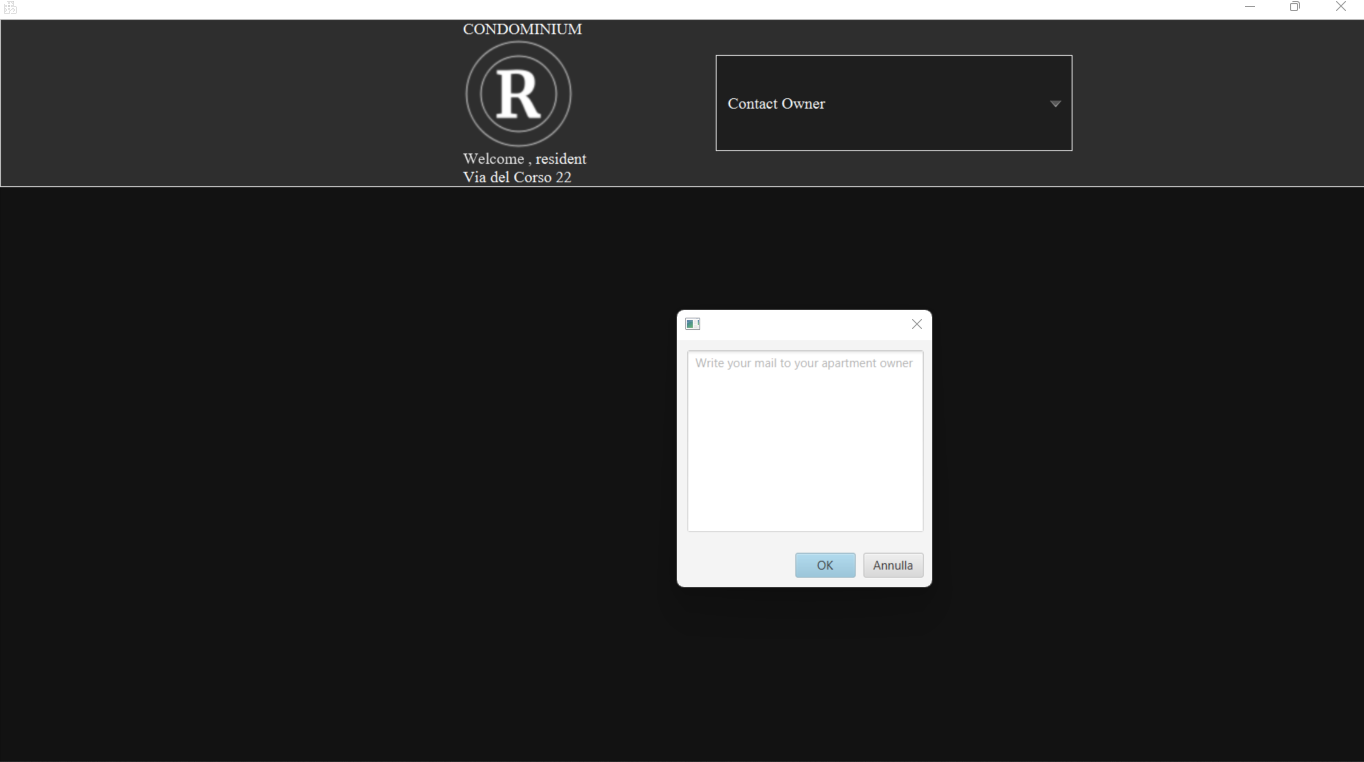 CONDOMINIUM
R
Welcome , resident
Via del Corso 22
Contact Owner
Write your mail to your apartment owner
OK
Annulla